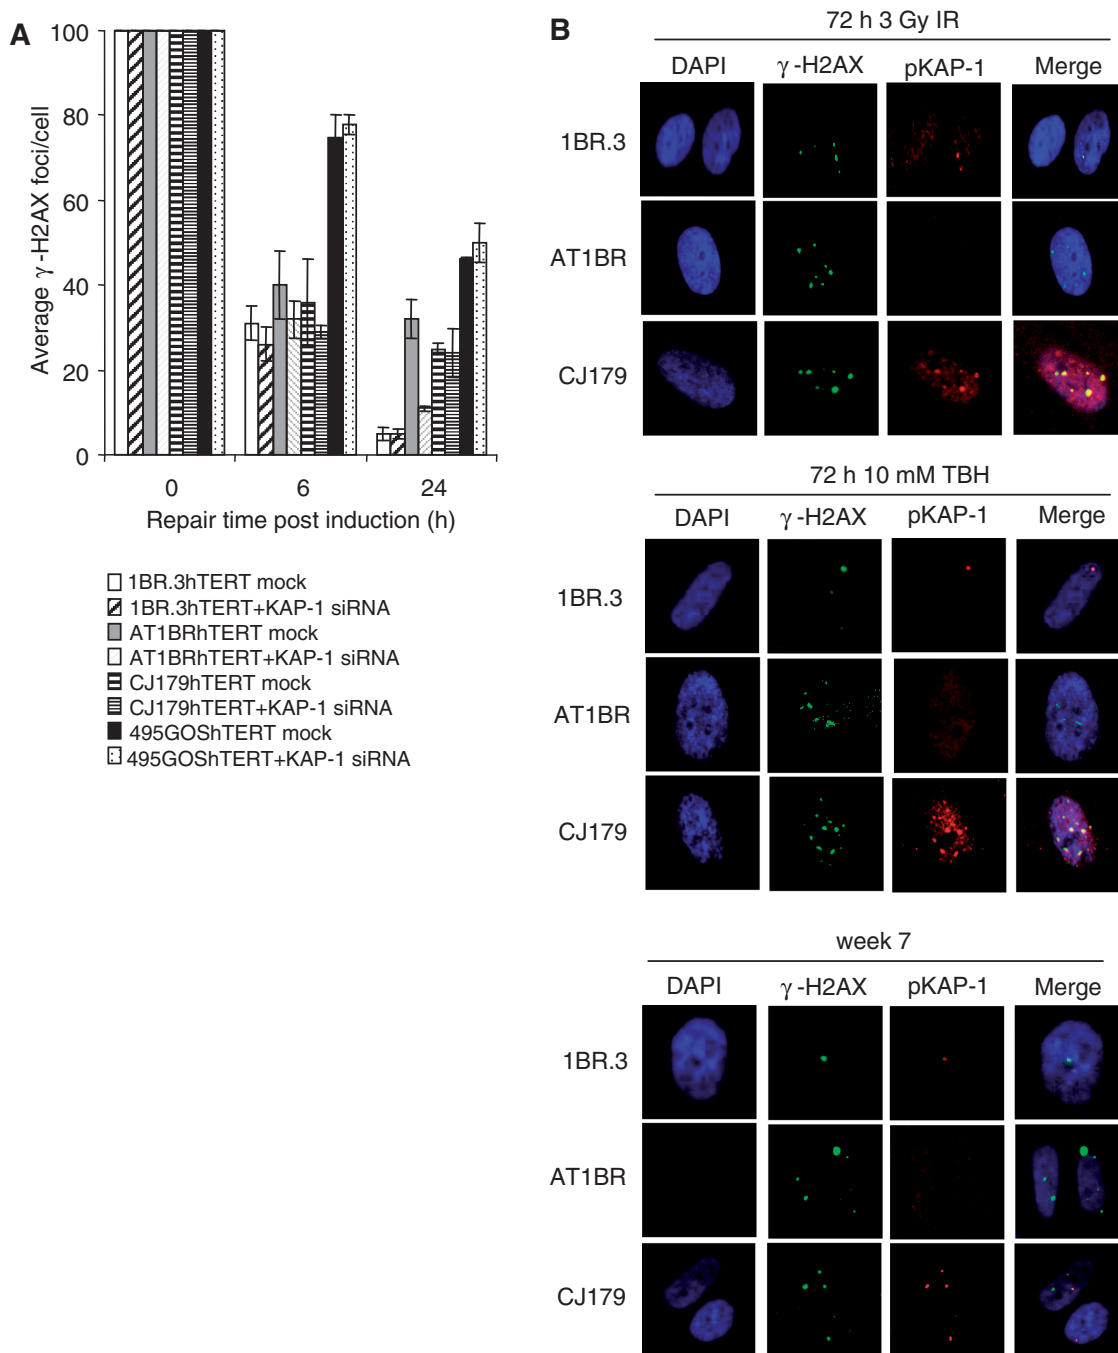 A
Average γ-H2AX foci/cell
100
80
60
40
20
0
0 6 24
Repair time post induction (h)
1BR.3hTERT mock
1BR.3hTERT+KAP-1 siRNA
AT1BRhTERT mock
AT1BRhTERT+KAP-1 siRNA
CJ179hTERT mock
CJ179hTERT+KAP-1 siRNA
495GOShTERT mock
495GOShTERT+KAP-1 siRNA
B
72 h 3 Gy IR
DAPI γ-H2AX pKAP-1 Merge
1BR.3
AT1BR
CJ179
72 h 10 mM TBH
DAPI γ-H2AX pKAP-1 Merge
1BR.3
AT1BR
CJ179
week 7
DAPI γ-H2AX pKAP-1 Merge
1BR.3
AT1BR
CJ179